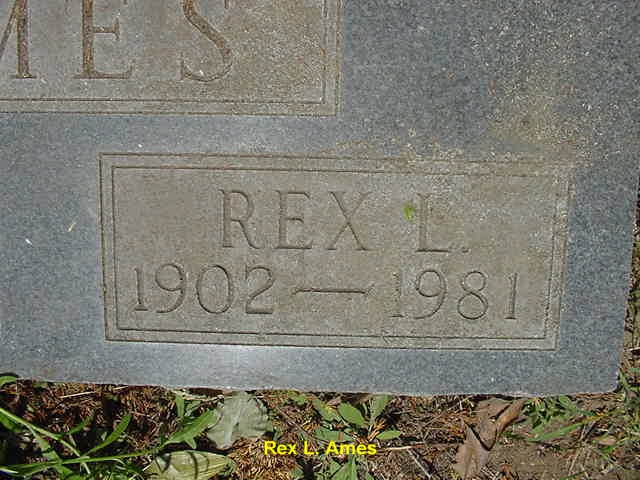 MES
REX L.
1902 — 1981
Rex L. Ames